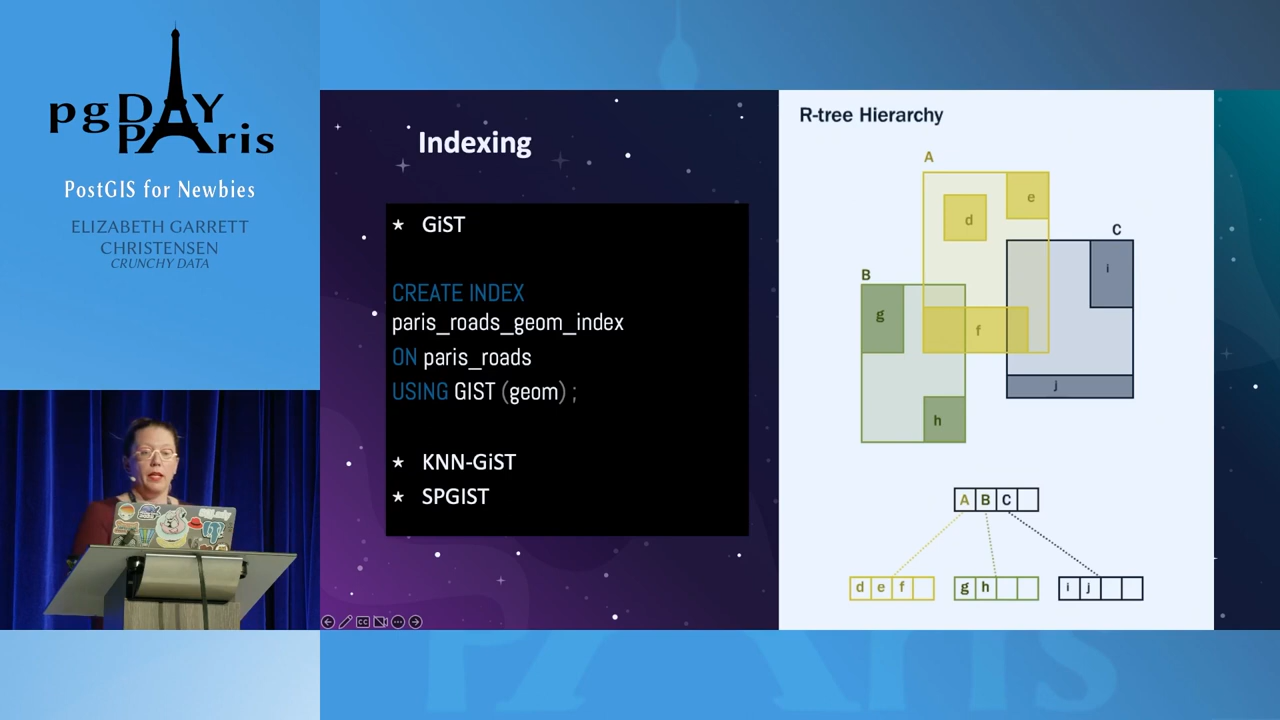 pgDAY
PAris
PostGIS for Newbies
ELIZABETH GARRETT
CHRISTENSEN
CRUNCHY DATA
Indexing
★ GiST
CREATE INDEX
paris_roads_geom_index
ON paris_roads
USING GIST (geom) ;
★ KNN-GiST
★ SPGIST
R-tree Hierarchy
A
e
d
C
i
B
g
f
j
h
A B C
d e f
g h
i j
CC